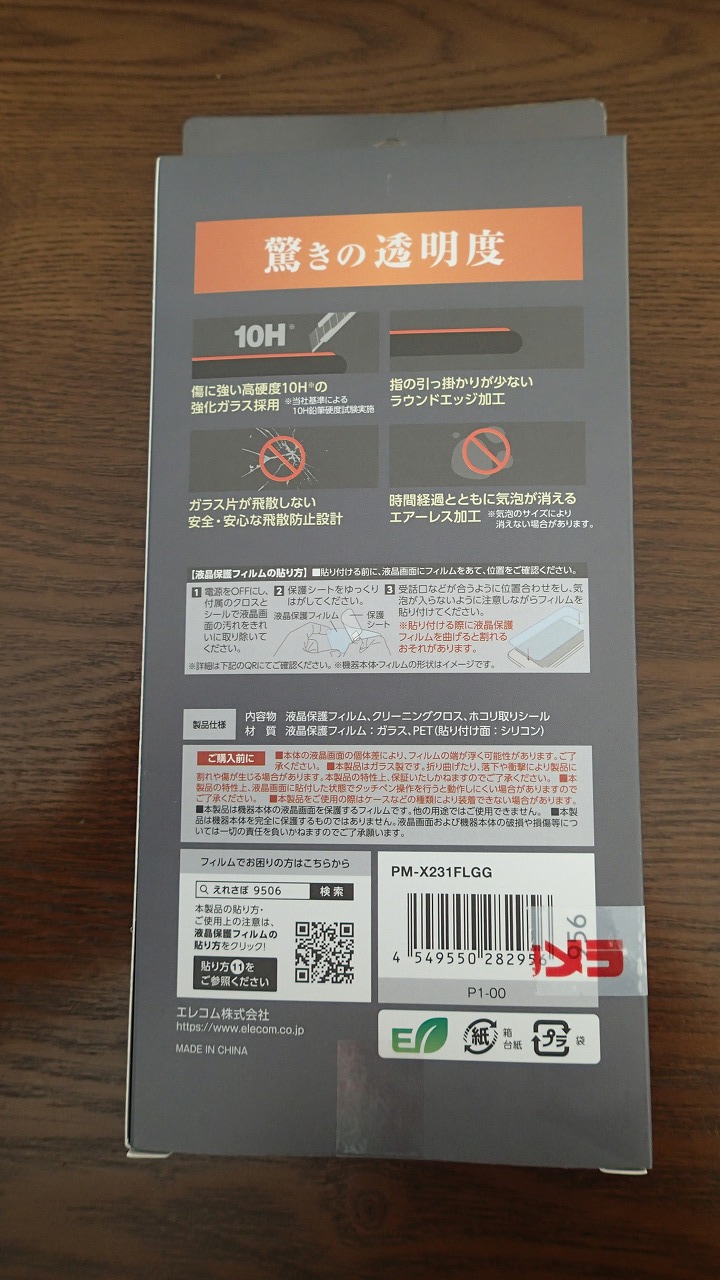 驚きの透明度
10H※
傷に強い高硬度10H※の
強化ガラス採用 ※当社基準による
10H鉛筆硬度試験実施
指の引っ掛かりが少ない
ラウンドエッジ加工
ガラス片が飛散しない
安全・安心な飛散防止設計
時間経過とともに気泡が消える
エアーレス加工 ※気泡のサイズにより
消えない場合があります。
【液晶保護フィルムの貼り方】 ■貼り付ける前に、液晶画面にフィルムをあて、位置をご確認ください。
1 電源をOFFにし、
付属のクロスと
シールで液晶画
面の汚れをきれ
いに取り除いて
ください。
2 保護シートをゆっくり
はがしてください。
液晶保護フィルム
保護
シート
3 受話口などが合うように位置合わせをし、気
泡が入らないように注意しながらフィルムを
貼り付けてください。
※貼り付ける際に液晶保護
フィルムを曲げると割れる
おそれがあります。
※詳細は下記のQRにてご確認ください。※機器本体・フィルムの形状はイメージです。
製品仕様
内容物 液晶保護フィルム、クリーニングクロス、ホコリ取りシール
材 質 液晶保護フィルム：ガラス、PET（貼り付け面：シリコン）
ご購入前に ■本体の液晶画面の個体差により、フィルムの端が浮く可能性があります。ご了
承ください。 ■本製品はガラス製です。折り曲げたり、落下や衝撃により製品に
割れや傷が生じる場合があります。本製品の特性上、保証いたしかねますのでご了承ください。 ■本
製品の特性上、液晶画面に貼付した状態でタッチペン操作を行うと動作しにくい場合がありますので
ご了承ください。 ■本製品をご使用の際はケースなどの種類により装着できない場合があります。
■本製品は機器本体の液晶画面を保護するフィルムです。他の用途ではご使用できません。 ■本製
品は機器本体を完全に保護するものではありません。液晶画面および機器本体の破損や損傷等につ
いては一切の責任を負いかねますのでご了承願います。
フィルムでお困りの方はこちらから
えれさぽ 9506 検索
本製品の貼り方・
ご使用上の注意は、
液晶保護フィルムの
貼り方をクリック！
貼り方⑪を
ご参照ください
PM-X231FLGG
4 549550 282956
956
P1-00
エレコム株式会社
https://www.elecom.co.jp
MADE IN CHINA
紙
箱
台紙
プラ
袋